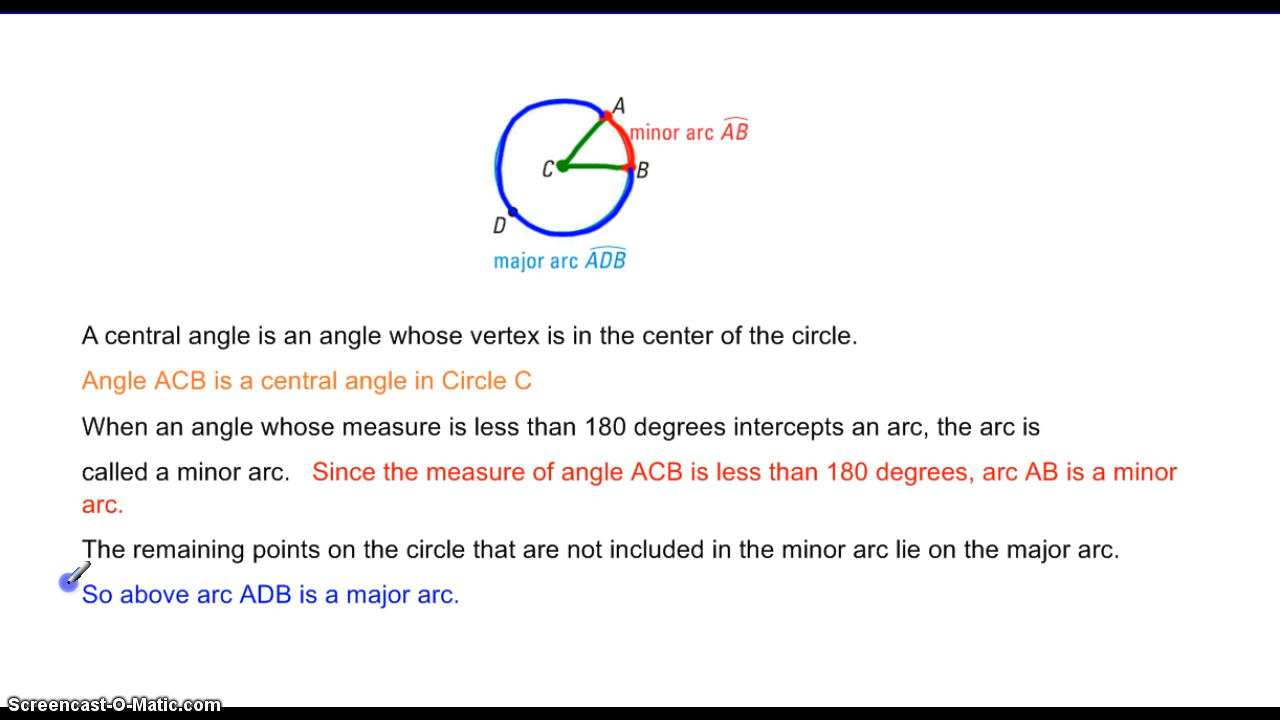 A
minor arc AB
C
B
D
major arc ADB
A central angle is an angle whose vertex is in the center of the circle.
Angle ACB is a central angle in Circle C
When an angle whose measure is less than 180 degrees intercepts an arc, the arc is
called a minor arc. Since the measure of angle ACB is less than 180 degrees, arc AB is a minor
arc.
The remaining points on the circle that are not included in the minor arc lie on the major arc.
So above arc ADB is a major arc.
Screencast-O-Matic.com